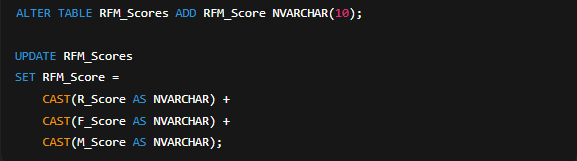 ALTER TABLE RFM_Scores ADD RFM_Score NVARCHAR(10);
UPDATE RFM_Scores
SET RFM_Score =
CAST(R_Score AS NVARCHAR) +
CAST(F_Score AS NVARCHAR) +
CAST(M_Score AS NVARCHAR);